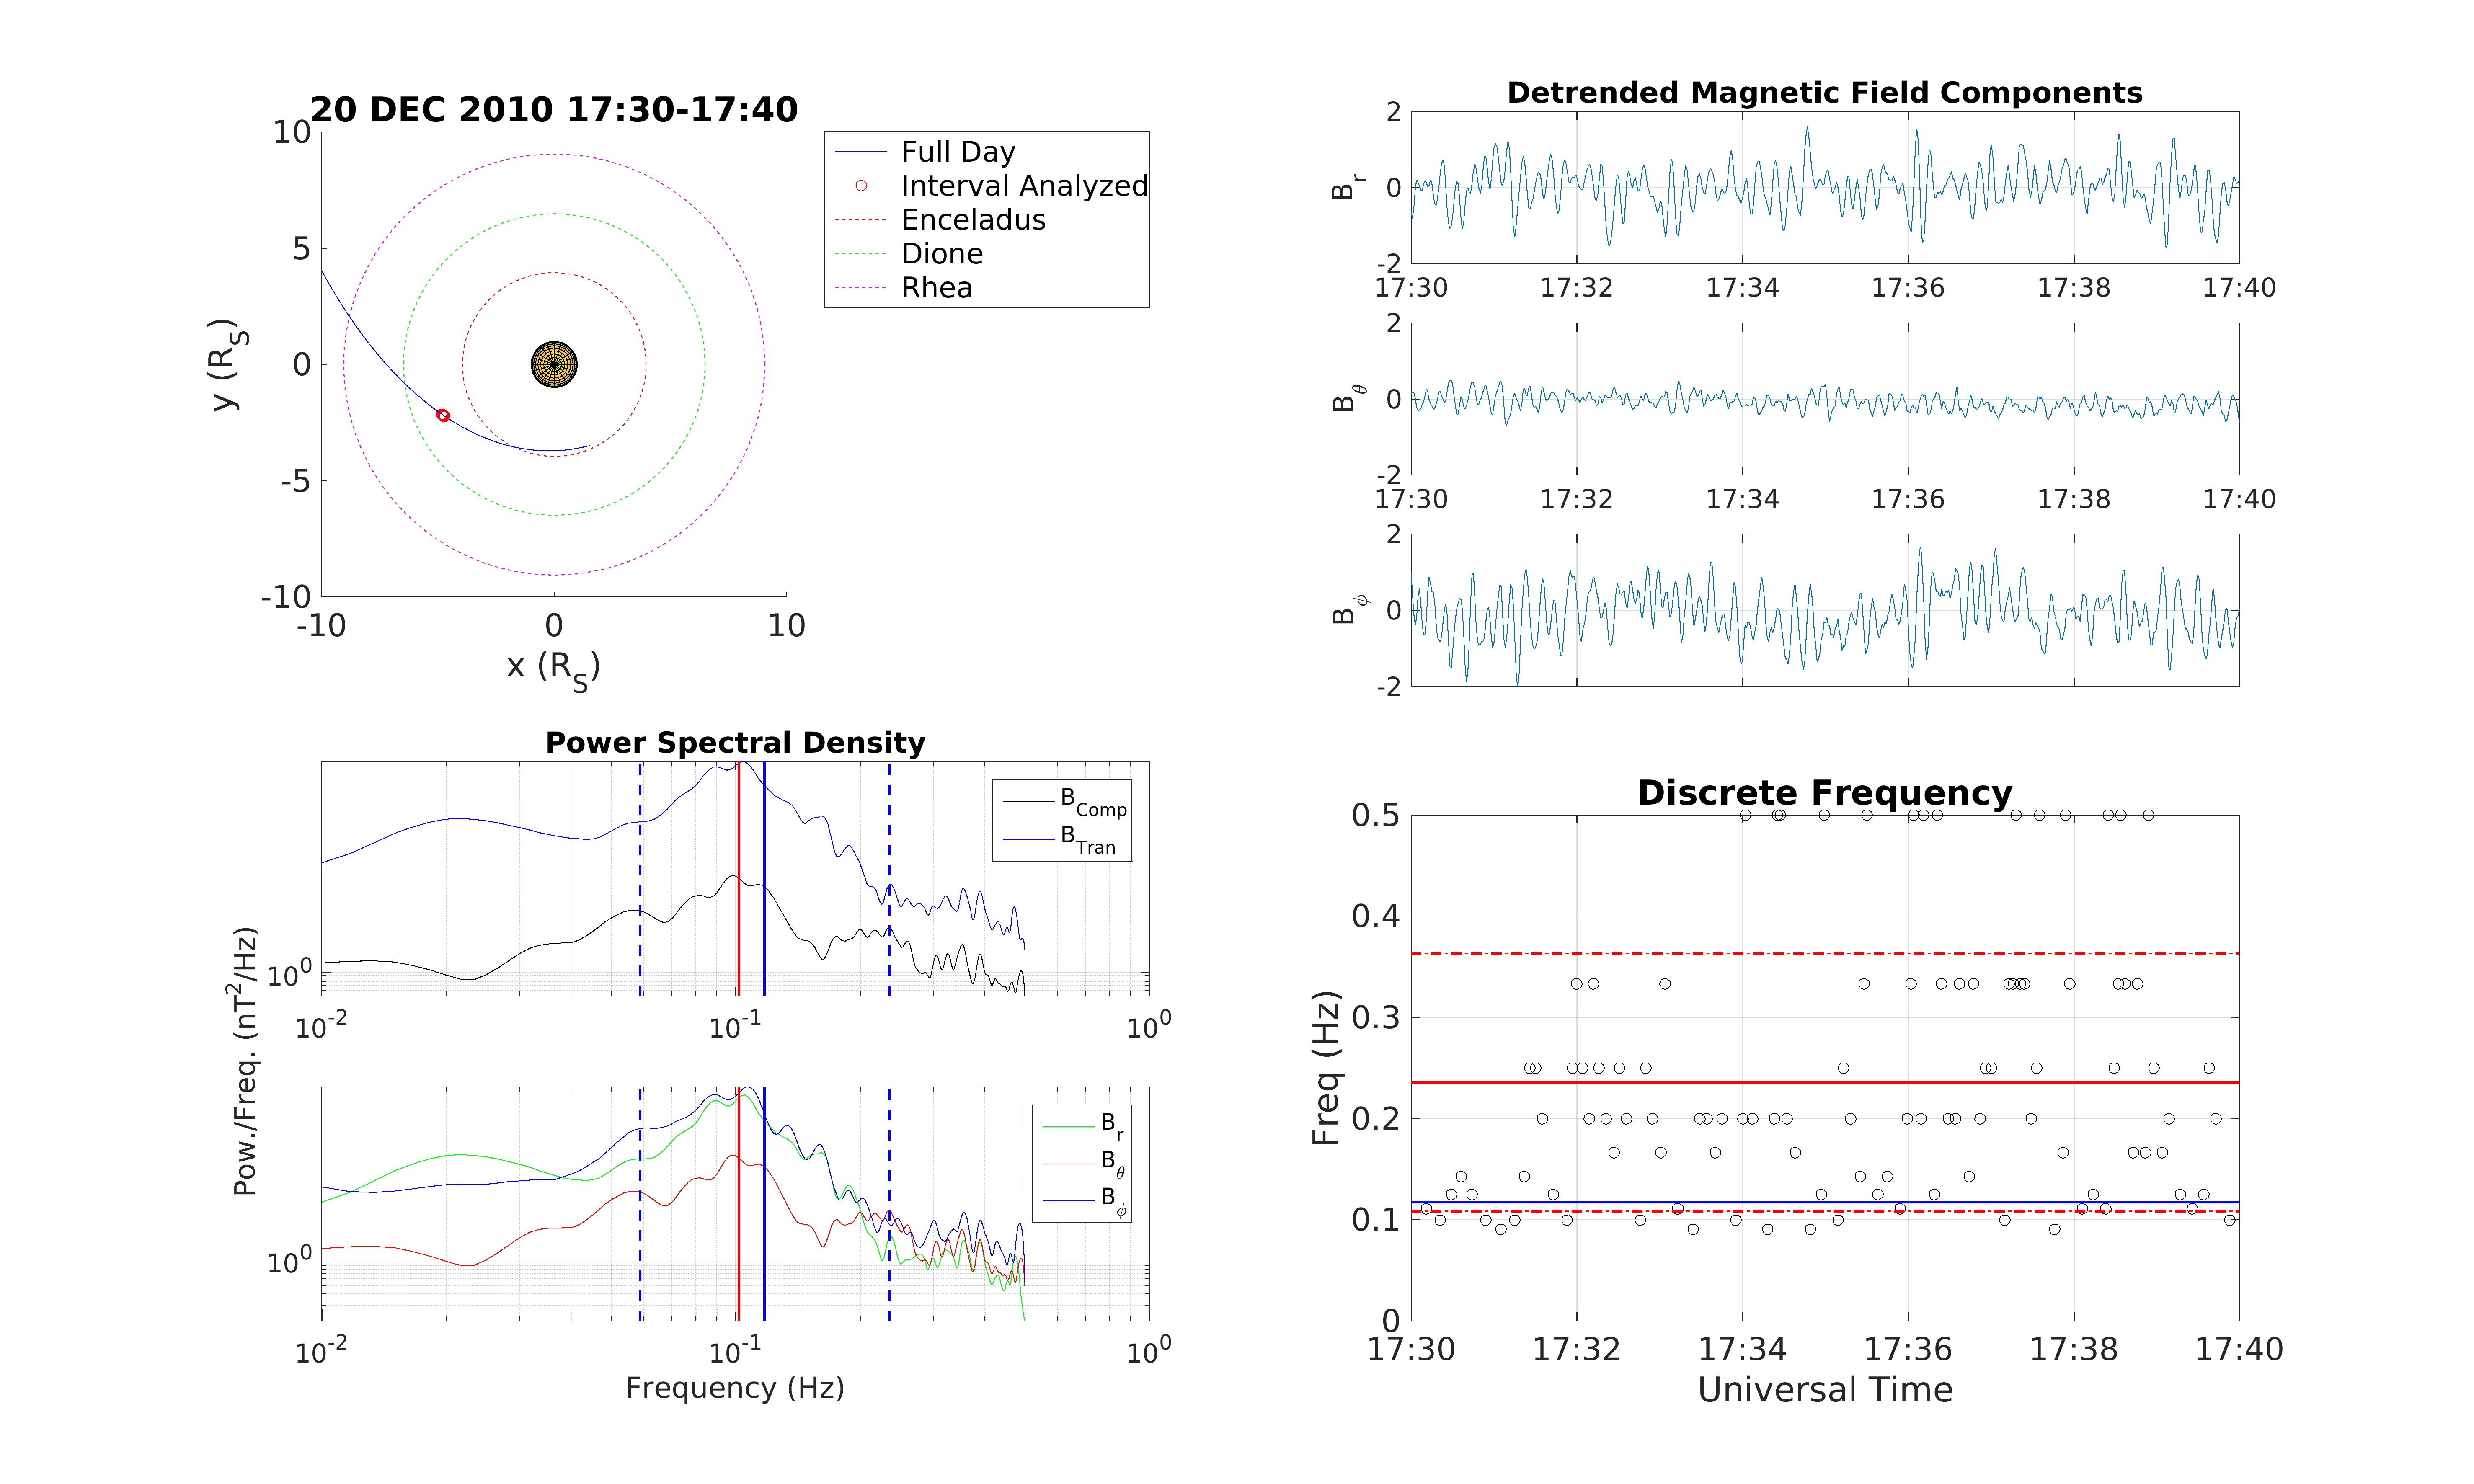 20 DEC 2010 17:30-17:40
10
5
0
-5
-10
-10 0 10
y (R_S)
x (R_S)
Full Day
Interval Analyzed
Enceladus
Dione
Rhea
Detrended Magnetic Field Components
2
0
-2
B_r
17:30 17:32 17:34 17:36 17:38 17:40
2
0
-2
B_θ
17:30 17:32 17:34 17:36 17:38 17:40
2
0
-2
B_ϕ
Power Spectral Density
B_Comp
B_Tran
10^0
10^-2 10^-1 10^0
Pow./Freq. (nT^2/Hz)
B_r
B_θ
B_ϕ
10^0
10^-2 10^-1 10^0
Frequency (Hz)
Discrete Frequency
0.5
0.4
0.3
0.2
0.1
0
Freq (Hz)
17:30 17:32 17:34 17:36 17:38 17:40
Universal Time